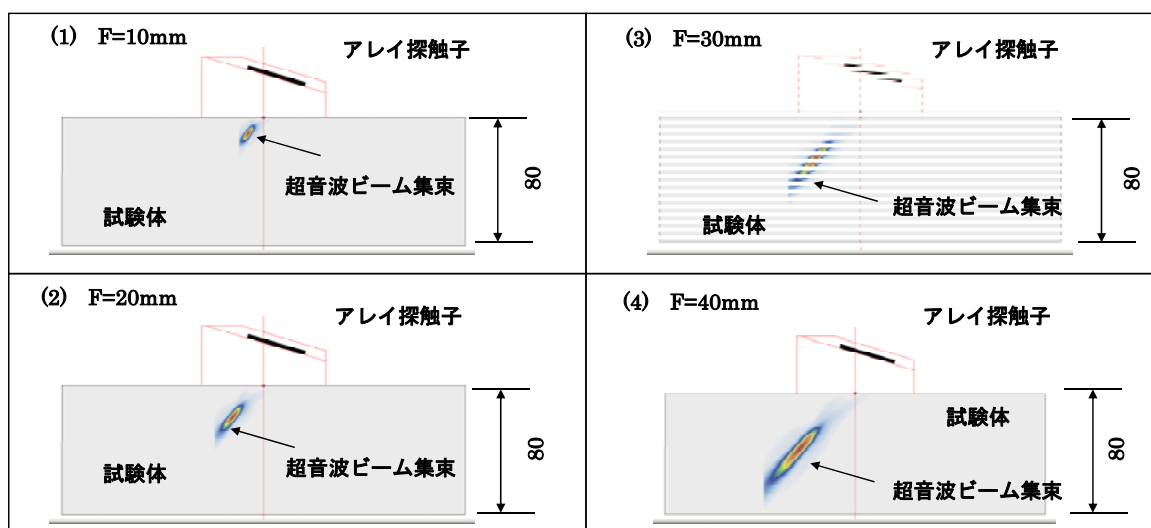 (1) F=10mm
アレイ探触子
超音波ビーム集束
試験体
80
(2) F=20mm
アレイ探触子
超音波ビーム集束
試験体
80
(3) F=30mm
アレイ探触子
超音波ビーム集束
試験体
80
(4) F=40mm
アレイ探触子
試験体
超音波ビーム集束
80